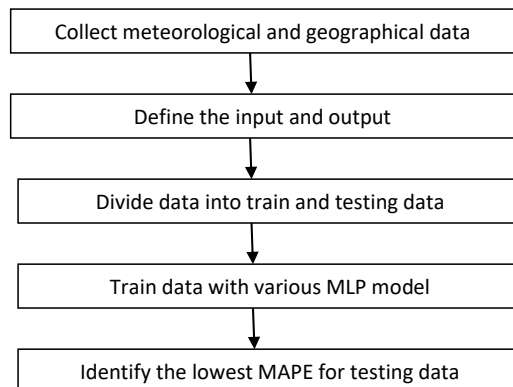 Collect meteorological and geographical data
Define the input and output
Divide data into train and testing data
Train data with various MLP model
Identify the lowest MAPE for testing data